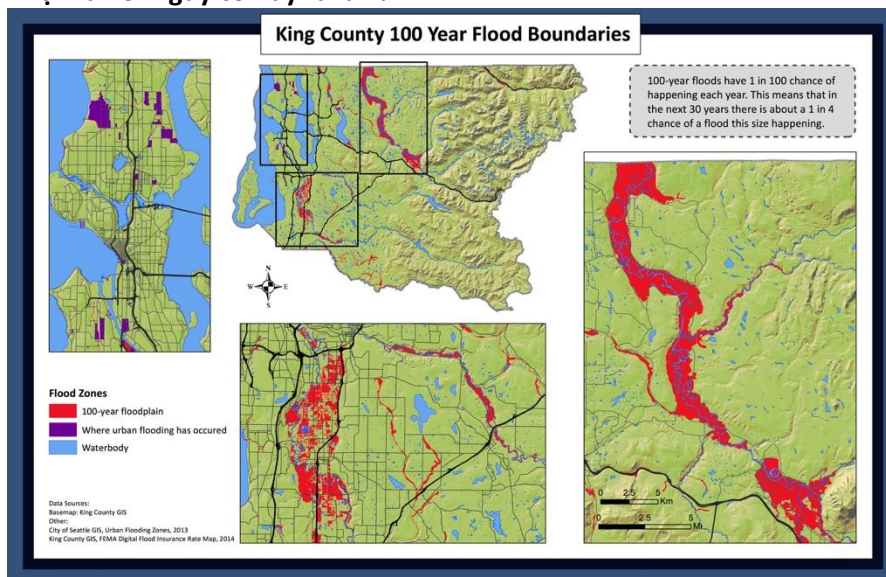 King County 100 Year Flood Boundaries
100-year floods have 1 in 100 chance of
happening each year. This means that in
the next 30 years there is about a 1 in 4
chance of a flood this size happening.
N
W E
S
Flood Zones
100-year floodplain
Where urban flooding has occured
Waterbody
0 2.5 5
Km
0 2.5 5
Mi
Data Sources:
Basemap: King County GIS
Other:
City of Seattle GIS, Urban Flooding Zones, 2013
King County GIS, FEMA Digital Flood Insurance Rate Map, 2014